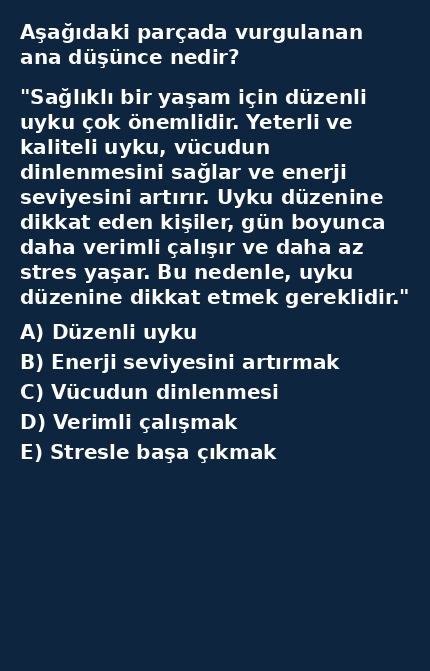 Aşağıdaki parçada vurgulanan
ana düşünce nedir?
"Sağlıklı bir yaşam için düzenli
uyku çok önemlidir. Yeterli ve
kaliteli uyku, vücudun
dinlenmesini sağlar ve enerji
seviyesini artırır. Uyku düzenine
dikkat eden kişiler, gün boyunca
daha verimli çalışır ve daha az
stres yaşar. Bu nedenle, uyku
düzenine dikkat etmek gereklidir."
A) Düzenli uyku
B) Enerji seviyesini artırmak
C) Vücudun dinlenmesi
D) Verimli çalışmak
E) Stresle başa çıkmak